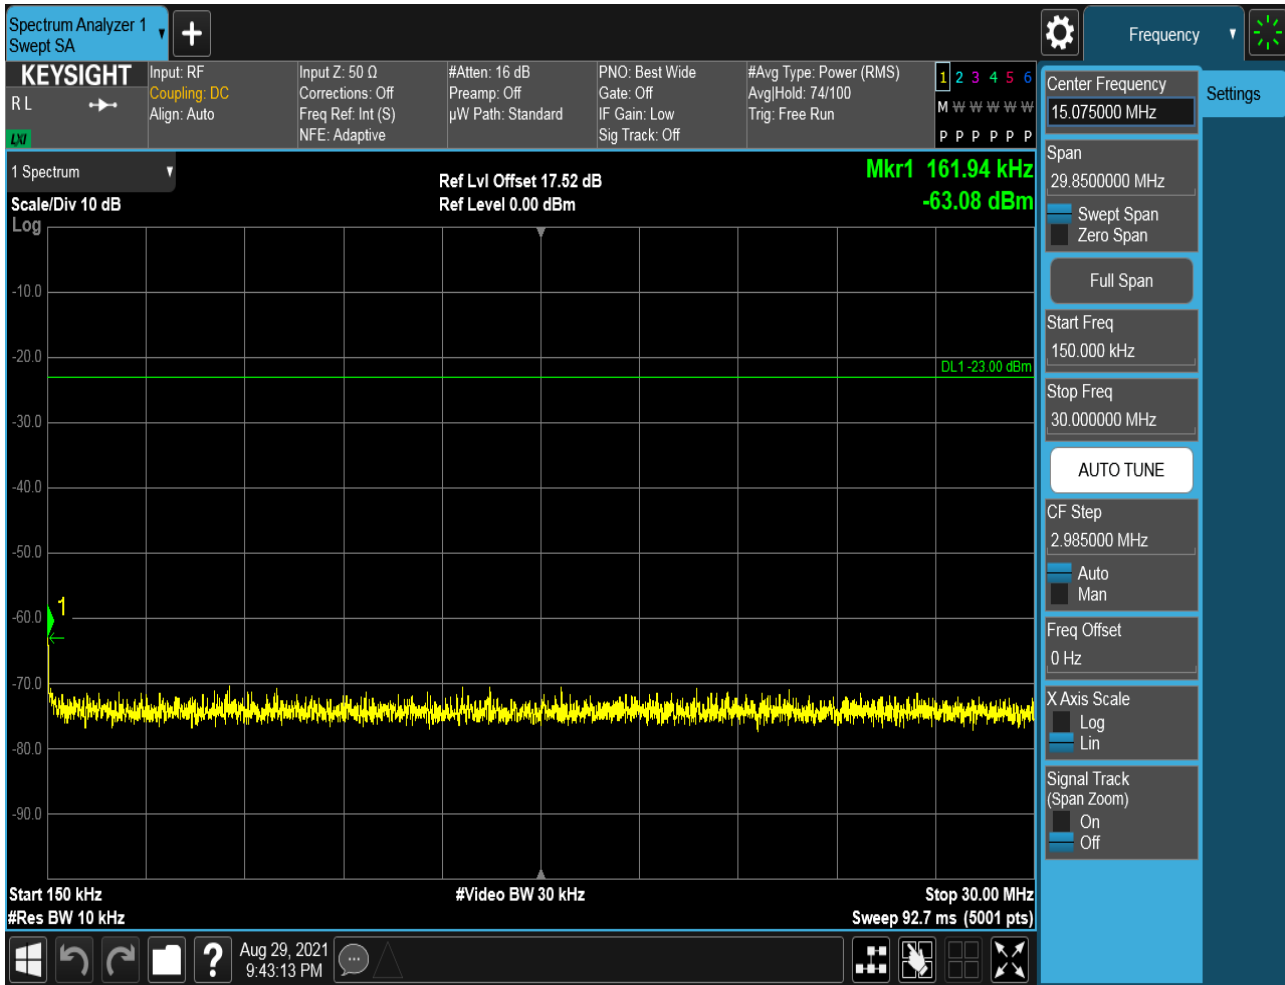 Spectrum Analyzer 1
Swept SA
+
Frequency
KEYSIGHT
R L
LXI
Input: RF
Coupling: DC
Align: Auto
Input Z: 50 Ω
Corrections: Off
Freq Ref: Int (S)
NFE: Adaptive
#Atten: 16 dB
Preamp: Off
µW Path: Standard
PNO: Best Wide
Gate: Off
IF Gain: Low
Sig Track: Off
#Avg Type: Power (RMS)
Avg|Hold: 74/100
Trig: Free Run
1 2 3 4 5 6
M W W W W W
P P P P P P
1 Spectrum
Scale/Div 10 dB
Log
Ref Lvl Offset 17.52 dB
Ref Level 0.00 dBm
Mkr1 161.94 kHz
-63.08 dBm
-10.0
-20.0
DL1 -23.00 dBm
-30.0
-40.0
-50.0
1
-60.0
-70.0
-80.0
-90.0
Start 150 kHz
#Video BW 30 kHz
Stop 30.00 MHz
#Res BW 10 kHz
Sweep 92.7 ms (5001 pts)
?
Aug 29, 2021
9:43:13 PM
Center Frequency
15.075000 MHz
Settings
Span
29.8500000 MHz
Swept Span
Zero Span
Full Span
Start Freq
150.000 kHz
Stop Freq
30.000000 MHz
AUTO TUNE
CF Step
2.985000 MHz
Auto
Man
Freq Offset
0 Hz
X Axis Scale
Log
Lin
Signal Track
(Span Zoom)
On
Off